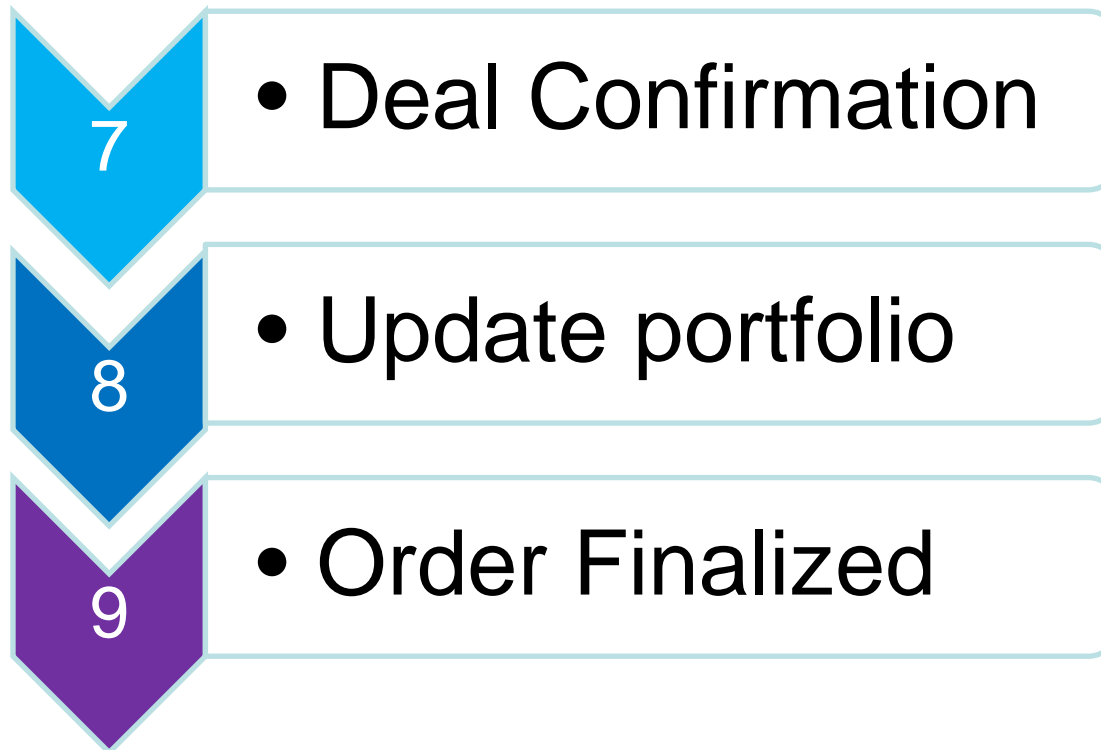 7
• Deal Confirmation
8
• Update portfolio
9
• Order Finalized